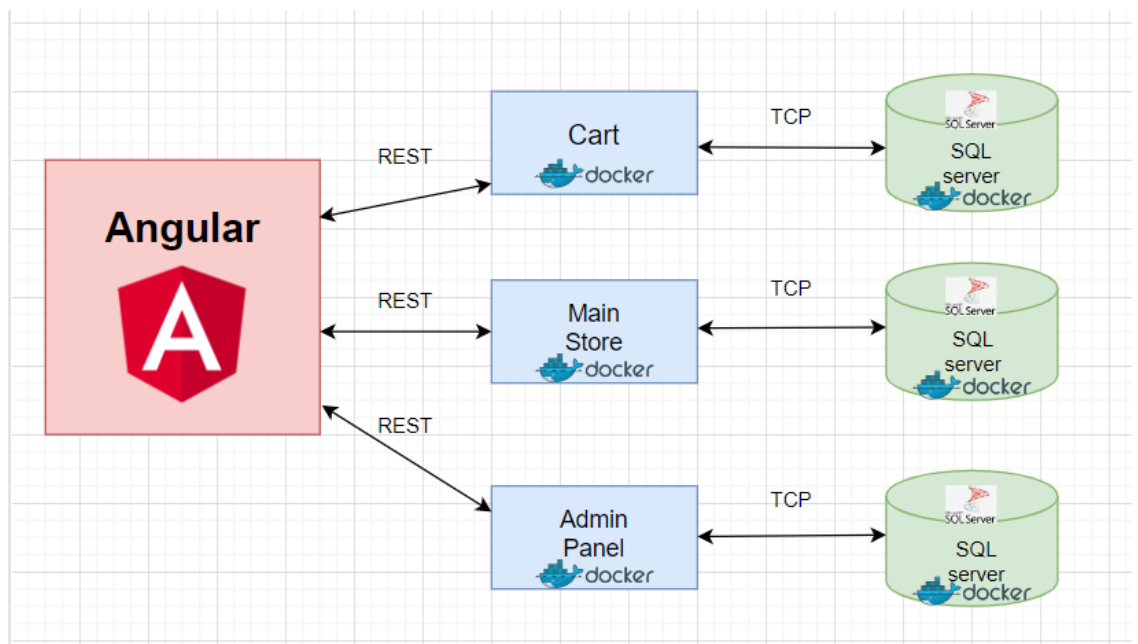 Angular
REST
REST
REST
Cart
docker
Main
Store
docker
Admin
Panel
docker
TCP
TCP
TCP
SQL Server
SQL
server
docker
SQL Server
SQL
server
docker
SQL Server
SQL
server
docker